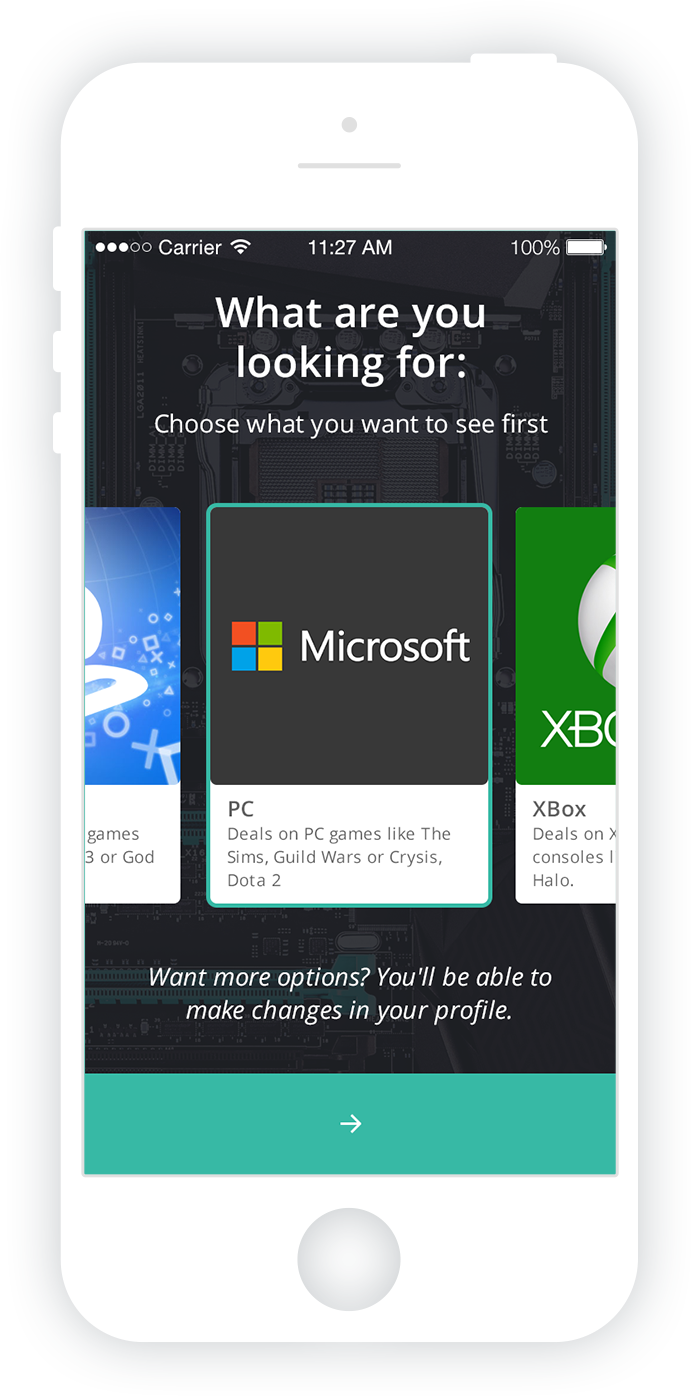 Carrier 11:27 AM 100%
What are you
looking for:
Choose what you want to see first
Microsoft
XBO
games
3 or God
PC
Deals on PC games like The
Sims, Guild Wars or Crysis,
Dota 2
XBox
Deals on X
consoles l
Halo.
Want more options? You'll be able to
make changes in your profile.